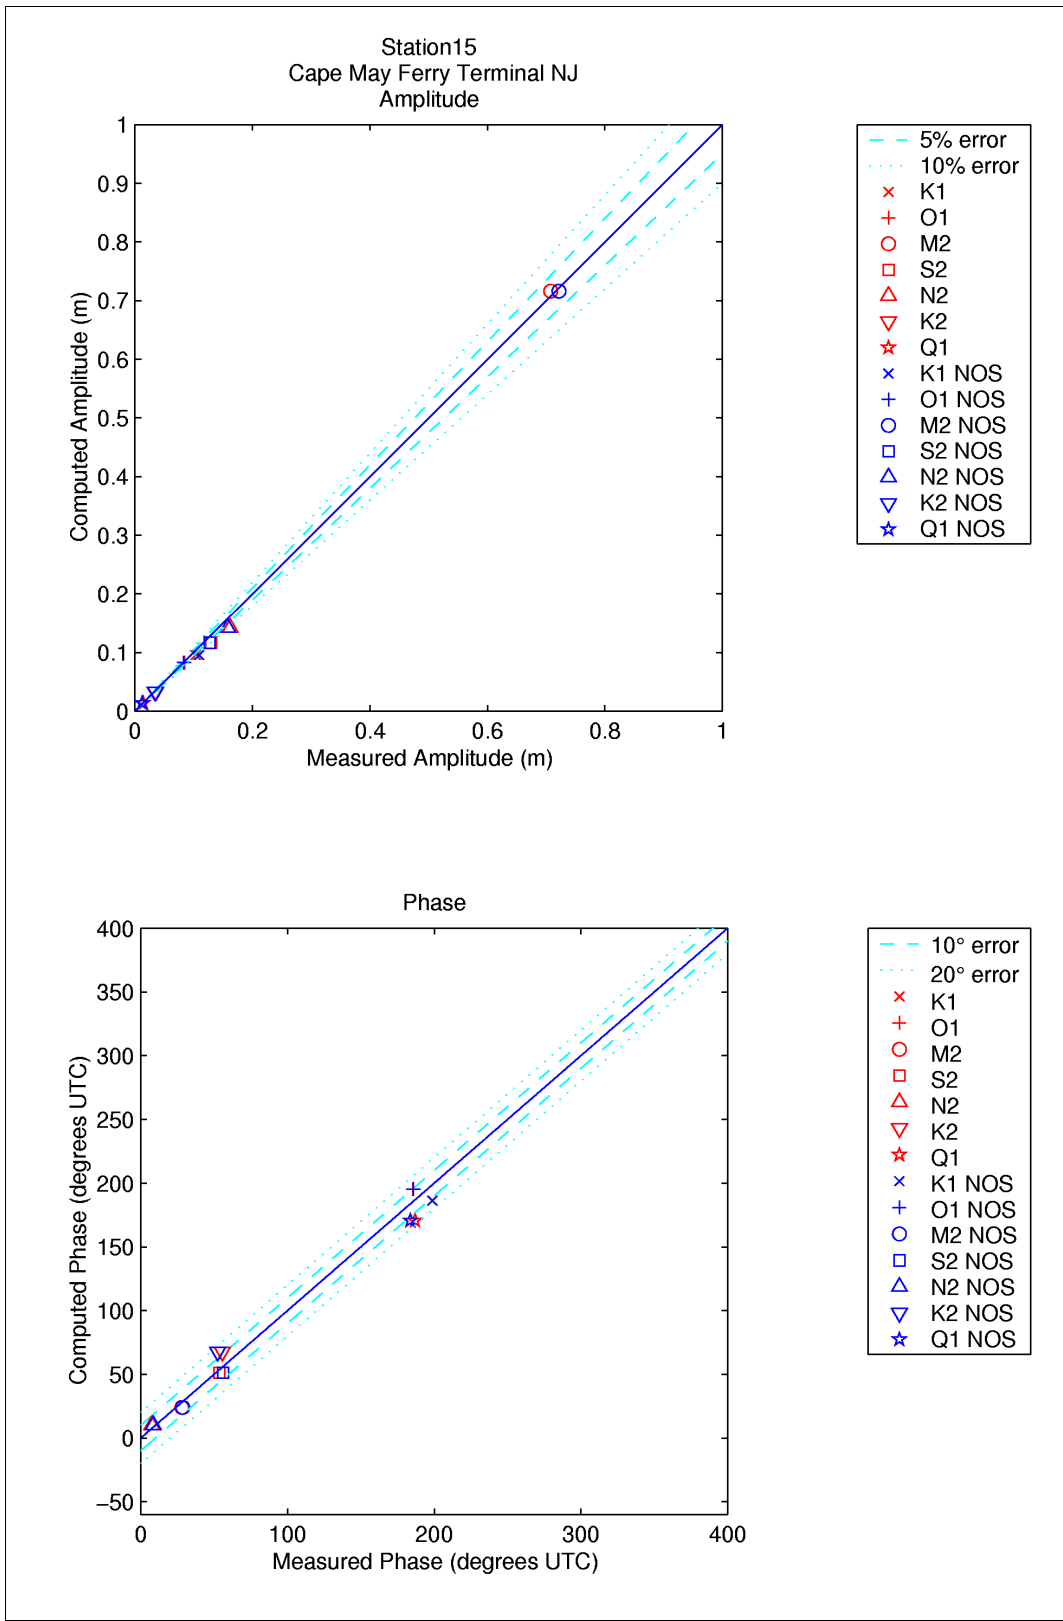 Station15
Cape May Ferry Terminal NJ
Amplitude
1
0.9
0.8
0.7
0.6
0.5
0.4
0.3
0.2
0.1
0
0 0.2 0.4 0.6 0.8 1
Computed Amplitude (m)
Measured Amplitude (m)
5% error
10% error
K1
O1
M2
S2
N2
K2
Q1
K1 NOS
O1 NOS
M2 NOS
S2 NOS
N2 NOS
K2 NOS
Q1 NOS
Phase
400
350
300
250
200
150
100
50
0
−50
0 100 200 300 400
Computed Phase (degrees UTC)
Measured Phase (degrees UTC)
10° error
20° error
K1
O1
M2
S2
N2
K2
Q1
K1 NOS
O1 NOS
M2 NOS
S2 NOS
N2 NOS
K2 NOS
Q1 NOS